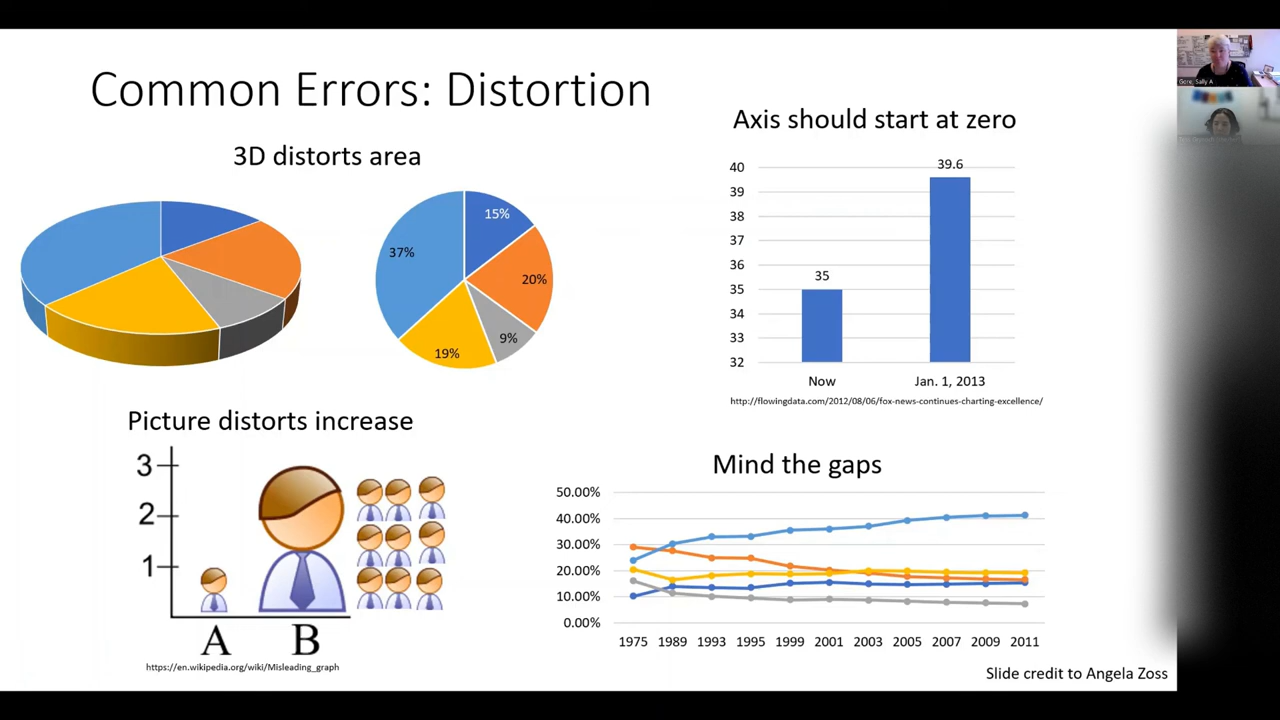 Common Errors: Distortion
3D distorts area
15%
37%
20%
9%
19%
Axis should start at zero
40
39.6
39
38
37
36
35
35
34
33
32
Now
Jan. 1, 2013
http://flowingdata.com/2012/08/06/fox-news-continues-charting-excellence/
Picture distorts increase
3
2
1
A
B
https://en.wikipedia.org/wiki/Misleading_graph
Mind the gaps
50.00%
40.00%
30.00%
20.00%
10.00%
0.00%
1975 1989 1993 1995 1999 2001 2003 2005 2007 2009 2011
Slide credit to Angela Zoss
Gore, Sally A